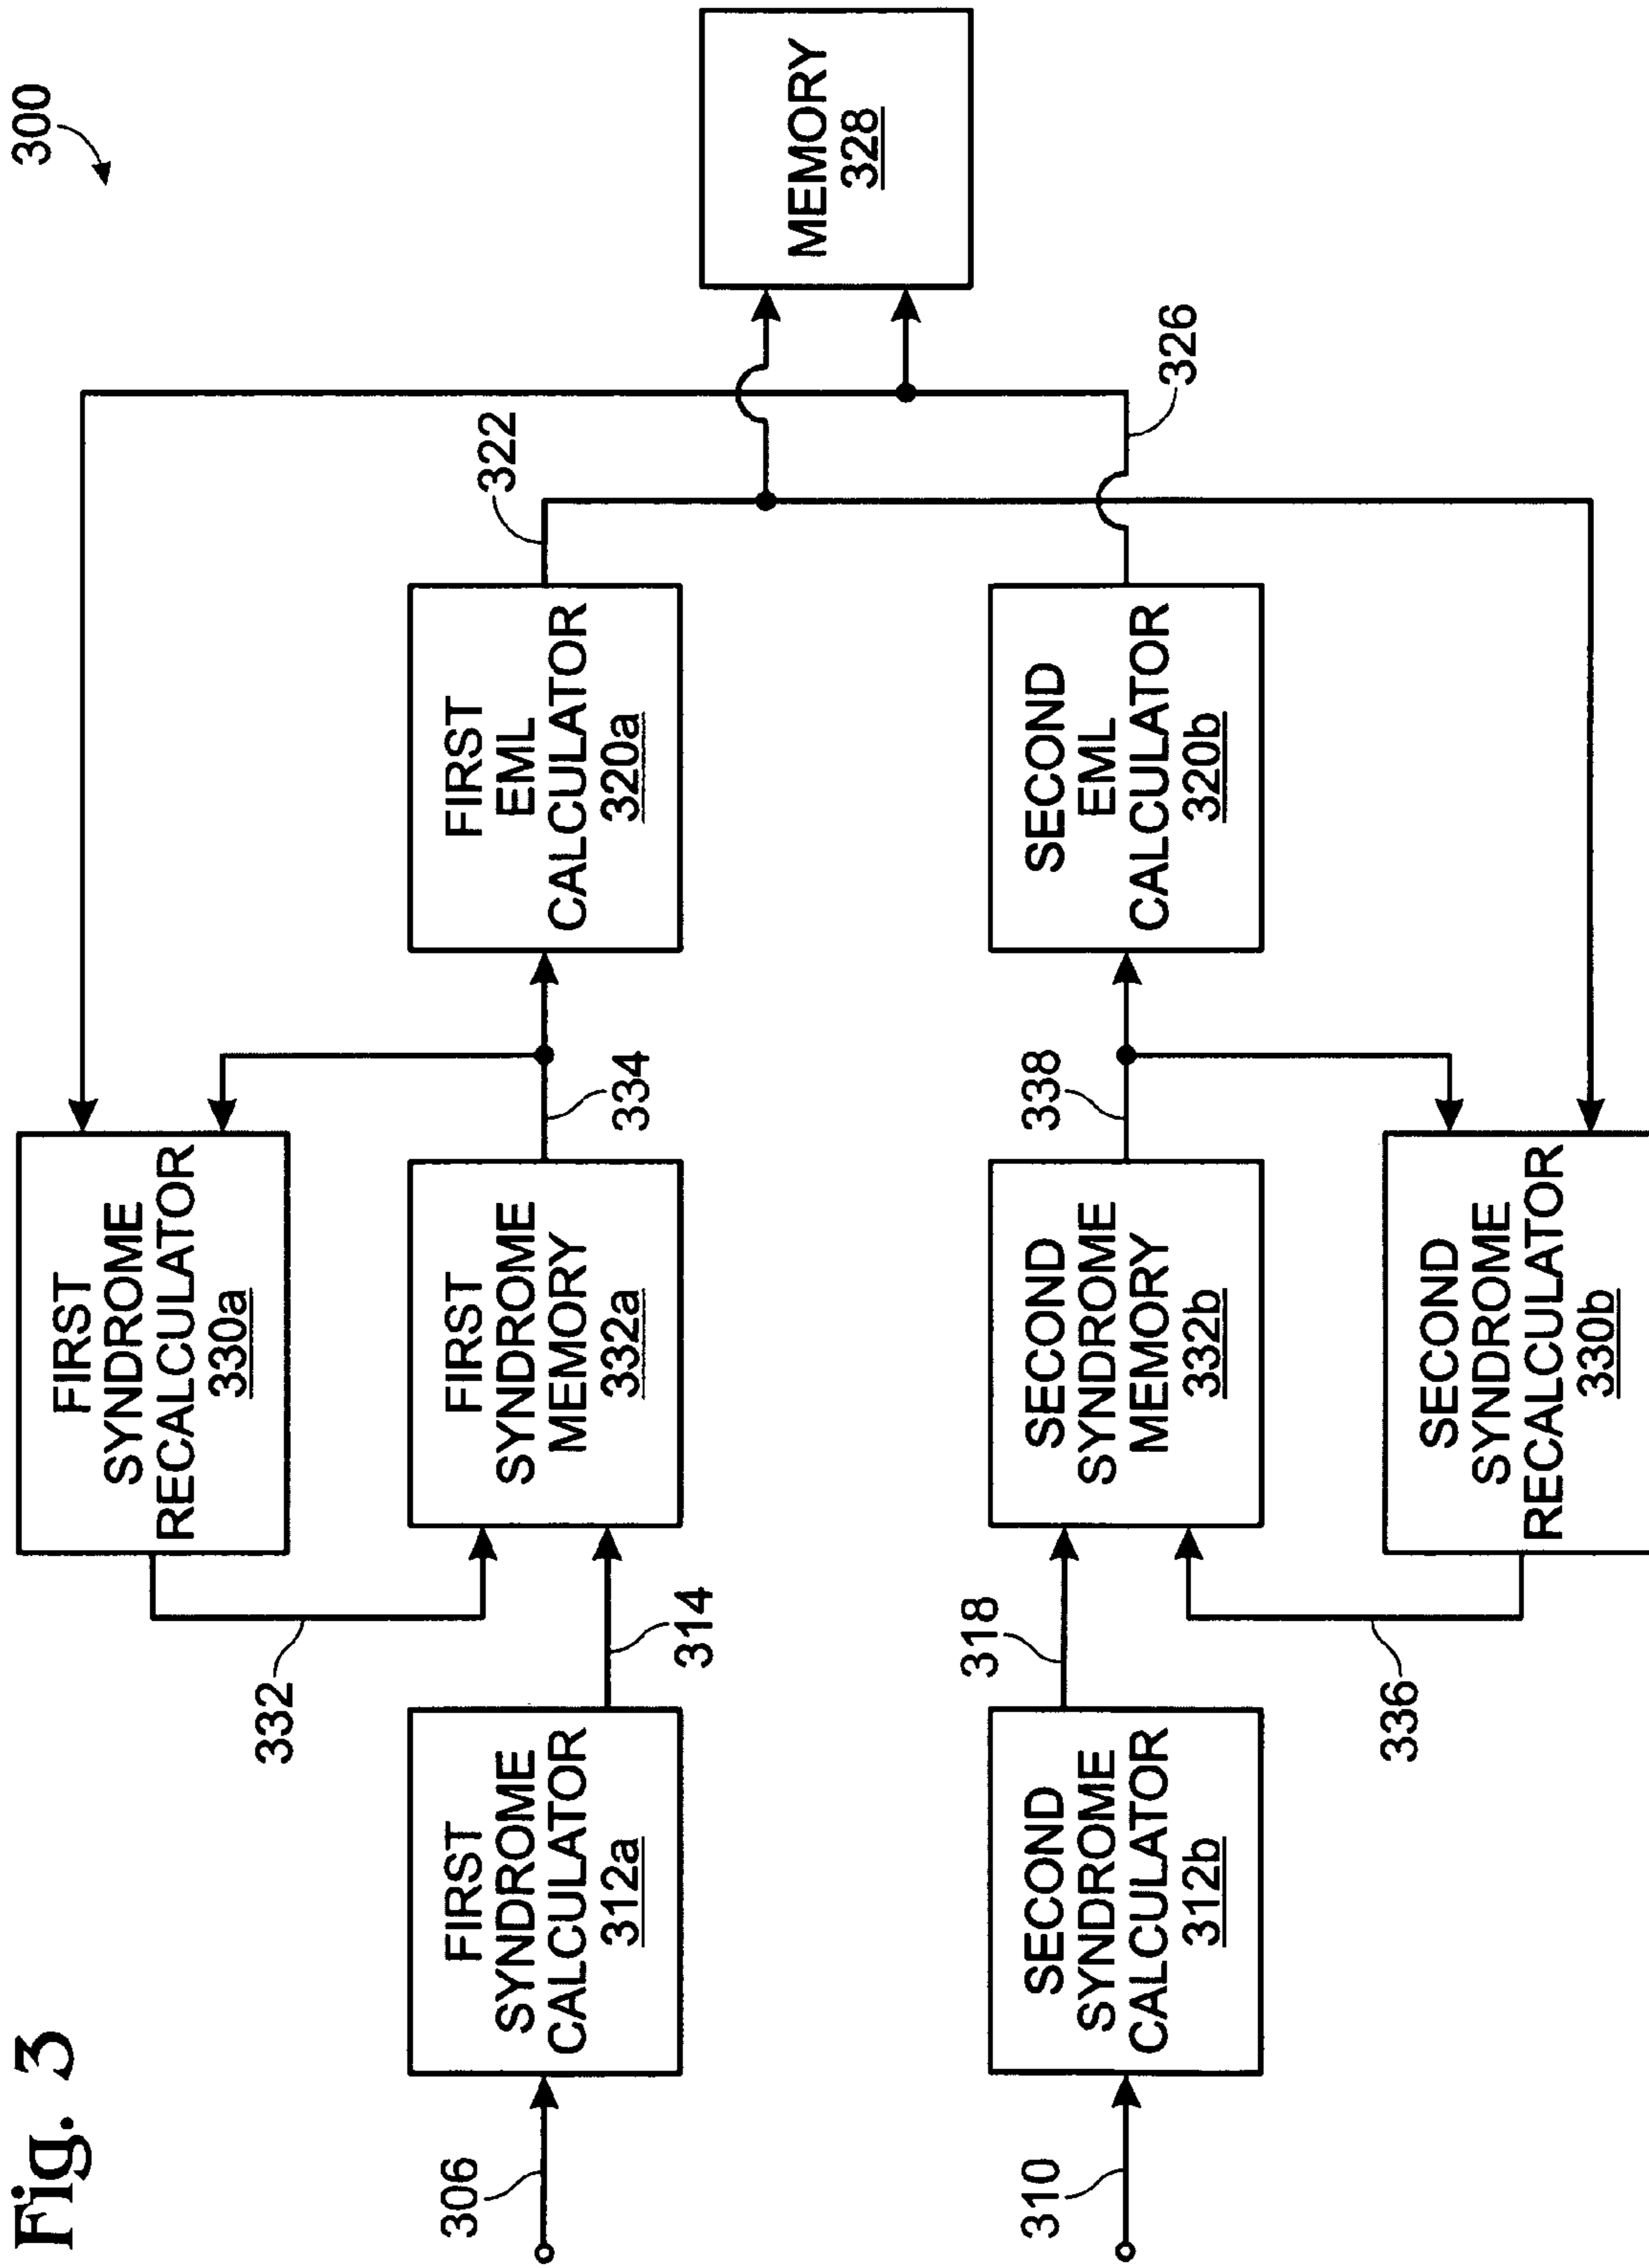 Fig. 3
300
FIRST
SYNDROME
RECALCULATOR
330a
332
FIRST
SYNDROME
CALCULATOR
312a
FIRST
SYNDROME
MEMORY
332a
FIRST
EML
CALCULATOR
320a
306
314
334
322
MEMORY
328
310
318
338
326
SECOND
SYNDROME
CALCULATOR
312b
SECOND
SYNDROME
MEMORY
332b
SECOND
EML
CALCULATOR
320b
336
SECOND
SYNDROME
RECALCULATOR
330b